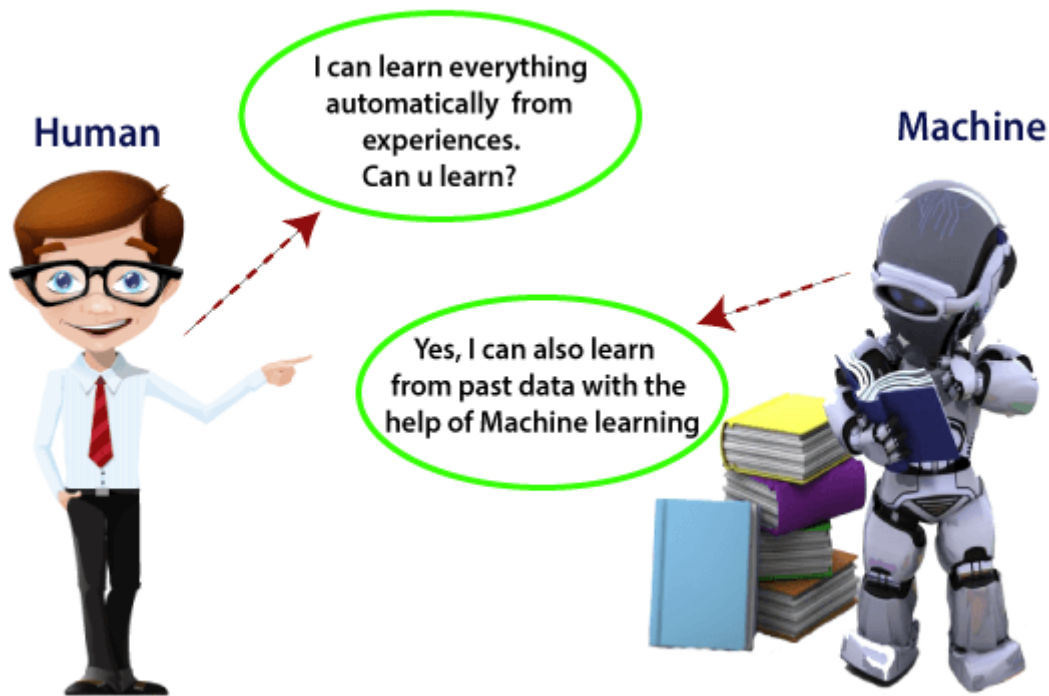 Human
I can learn everything
automatically from
experiences.
Can u learn?
Machine
Yes, I can also learn
from past data with the
help of Machine learning